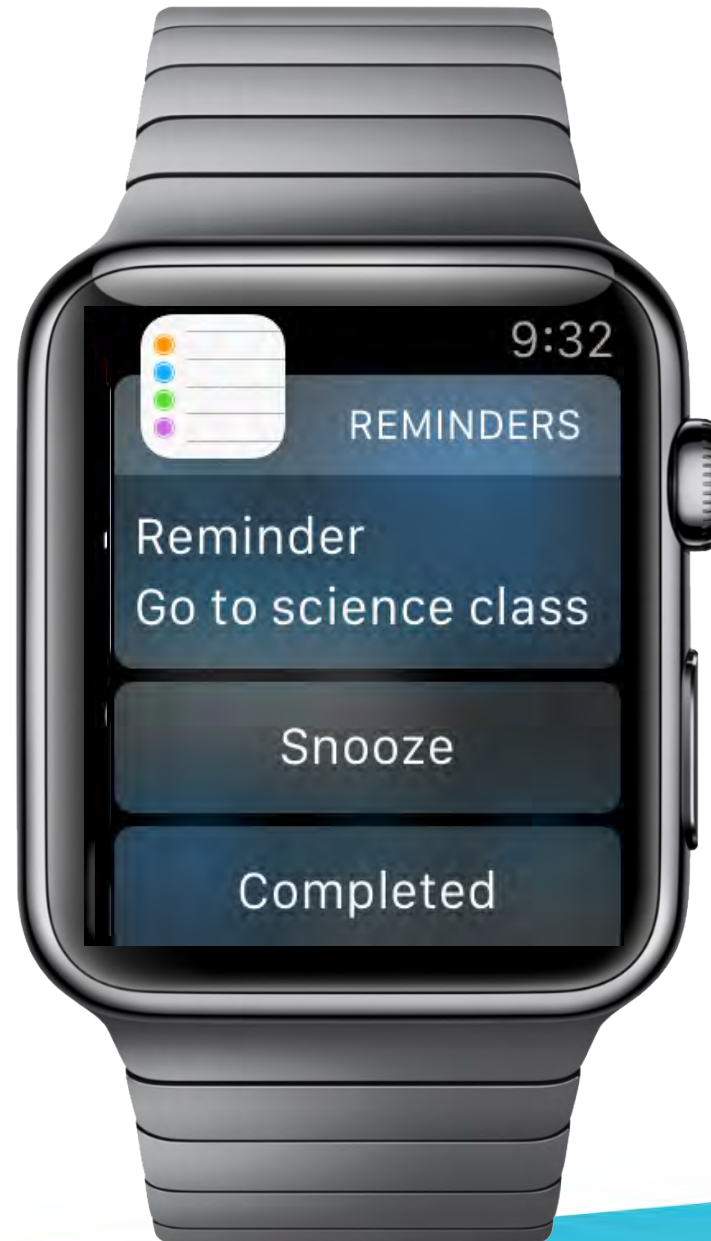 9:32
REMINDERS
Reminder
Go to science class
Snooze
Completed